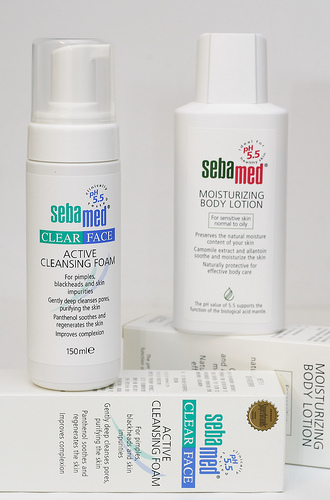 pH
5.5
sebamed®
CLEAR FACE
ACTIVE
CLEANSING FOAM
For pimples,
blackheads and skin
impurities
Gently deep cleanses pores,
purifying the skin
Panthenol soothes and
regenerates the skin
Improves complexion
150ml e
pH
5.5
sebamed®
MOISTURIZING
BODY LOTION
For sensitive skin
normal to oily
Preserves the natural moisture
content of your skin
Camomile extract and allantoin
soothe and moisturize the skin
Naturally protective for
effective body care
The pH value of 5.5 supports the
function of the biological acid mantle
MOISTURIZING
BODY LOTION
pH
5.5
sebamed®
CLEAR FACE
ACTIVE
CLEANSING FOAM
For pimples,
blackheads and skin
impurities
Gently deep cleanses pores,
purifying the skin
Panthenol soothes and
regenerates the skin
Improves complexion